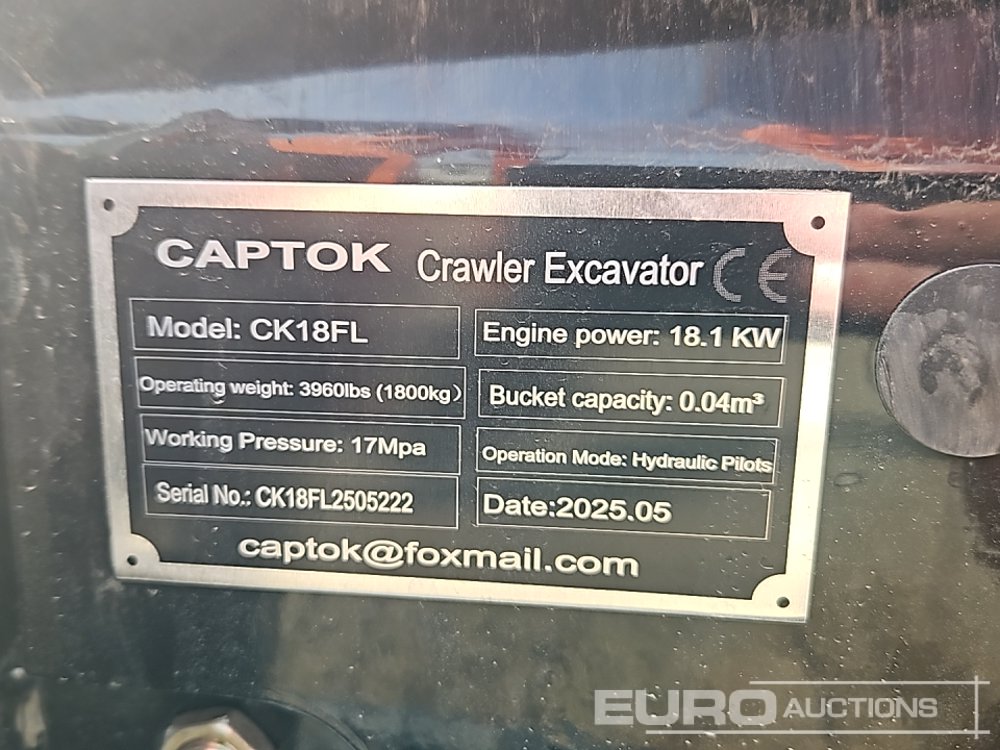 CAPTOK Crawler Excavator CE
Model: CK18FL
Engine power: 18.1 KW
Operating weight: 3960lbs (1800kg)
Bucket capacity: 0.04m³
Working Pressure: 17Mpa
Operation Mode: Hydraulic Pilots
Serial No.: CK18FL2505222
Date:2025.05
captok@foxmail.com
EURO AUCTIONS